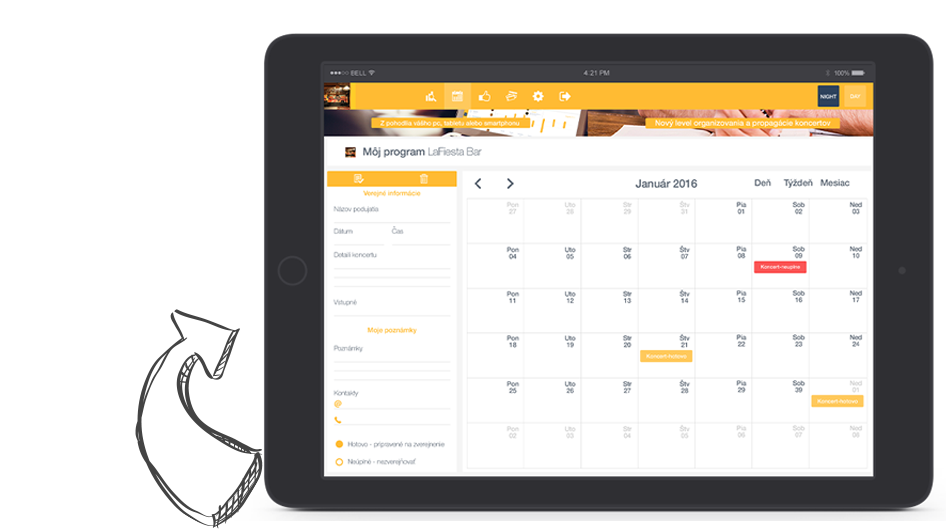 BELL
4:21 PM
100%
NIGHT
DAY
Z pohodlia vášho pc, tabletu alebo smartphonu
Nový level organizovania a propagácie koncertov
Môj program LaFiesta Bar
Verejné informácie
Názov podujatia
Dátum Čas
Detaili koncertu
Vstupné
Moje poznámky
Poznámky
Kontakty
@
Hotovo - pripravené na zverejnenie
Neúplné - nezverejňovať
Január 2016
Deň Týždeň Mesiac
Pon Uto Str Štv Pia Sob Ned
27 28 29 31 01 02 03
Pon Uto Str Štv Pia Sob Ned
04 05 06 07 08 09 10
Koncert-neuplne
Pon Uto Str Štv Pia Sob Ned
11 12 13 14 15 16 17
Pon Uto Str Štv Pia Sob Ned
18 19 20 21 22 23 24
Koncert-hotovo
Pon Uto Str Štv Pia Sob Ned
25 26 27 28 29 39 01
Koncert-hotovo
Pon Uto Str Štv Pia Sob Ned
02 03 04 05 06 07 08